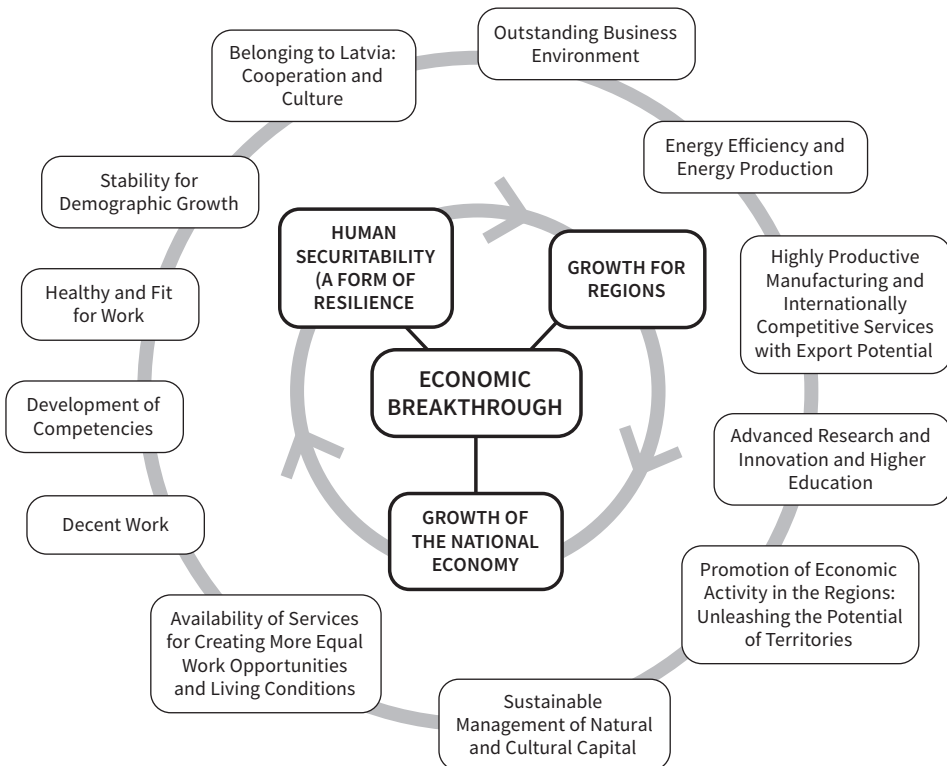 Outstanding Business
Environment
Belonging to Latvia:
Cooperation and
Culture
Energy Efficiency and
Energy Production
Stability for
Demographic Growth
HUMAN
SECURITABILITY
(A FORM OF
RESILIENCE
GROWTH FOR
REGIONS
Highly Productive
Manufacturing and
Internationally
Competitive Services
with Export Potential
Healthy and Fit
for Work
ECONOMIC
BREAKTHROUGH
Development of
Competencies
Advanced Research and
Innovation and Higher
Education
Decent Work
GROWTH OF
THE NATIONAL
ECONOMY
Promotion of Economic
Activity in the Regions:
Unleashing the Potential
of Territories
Availability of Services
for Creating More Equal
Work Opportunities
and Living Conditions
Sustainable
Management of Natural
and Cultural Capital